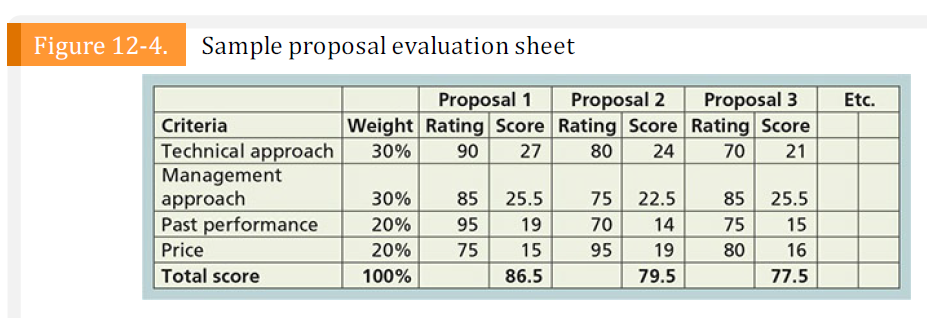 Figure 12-4. Sample proposal evaluation sheet
Proposal 1 Proposal 2 Proposal 3 Etc.
Criteria Weight Rating Score Rating Score Rating Score
Technical approach 30% 90 27 80 24 70 21
Management
approach 30% 85 25.5 75 22.5 85 25.5
Past performance 20% 95 19 70 14 75 15
Price 20% 75 15 95 19 80 16
Total score 100% 86.5 79.5 77.5